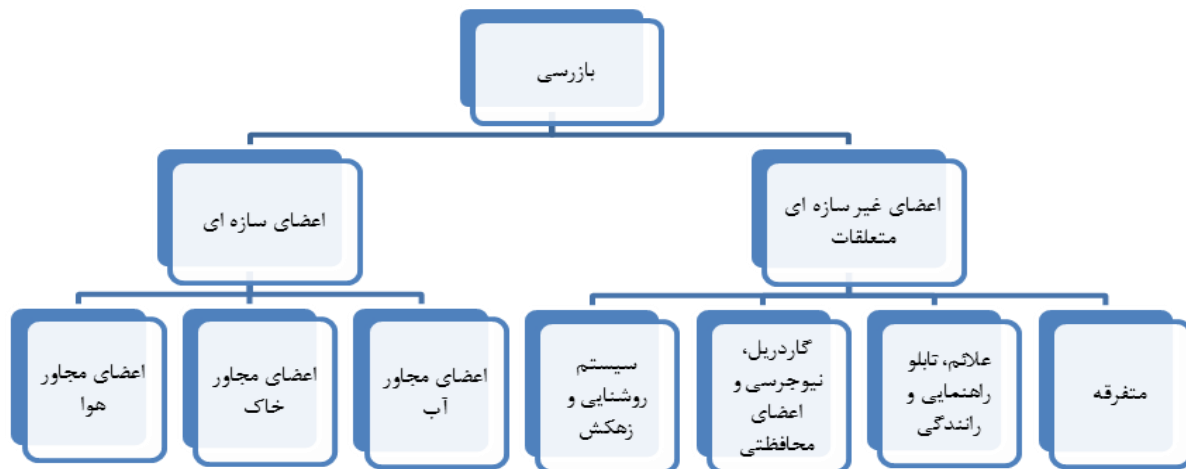 بازرسی
اعضای غیر سازه ای
متعلقات
اعضای سازه ای
متفرقه
علائم، تابلو
راهنمایی و
رانندگی
گاردریل،
نیوجرسی و
اعضای
محافظتی
سیستم
روشنایی و
زهکش
اعضای مجاور
آب
اعضای مجاور
خاک
اعضای مجاور
هوا